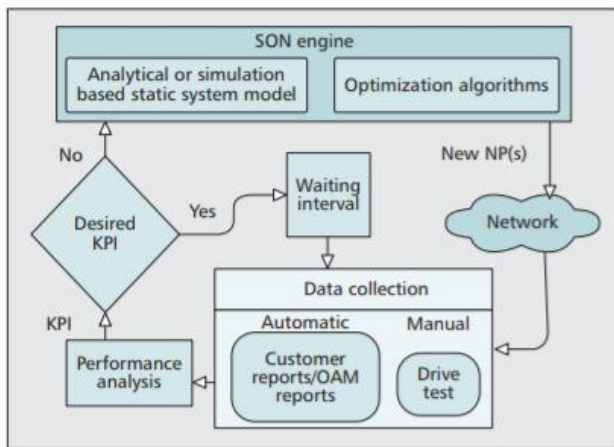 SON engine
Analytical or simulation
based static system model
Optimization algorithms
No
New NP(s)
Waiting
interval
Yes
Desired
KPI
Network
Data collection
KPI
Automatic
Manual
Performance
analysis
Customer
reports/OAM
reports
Drive
test